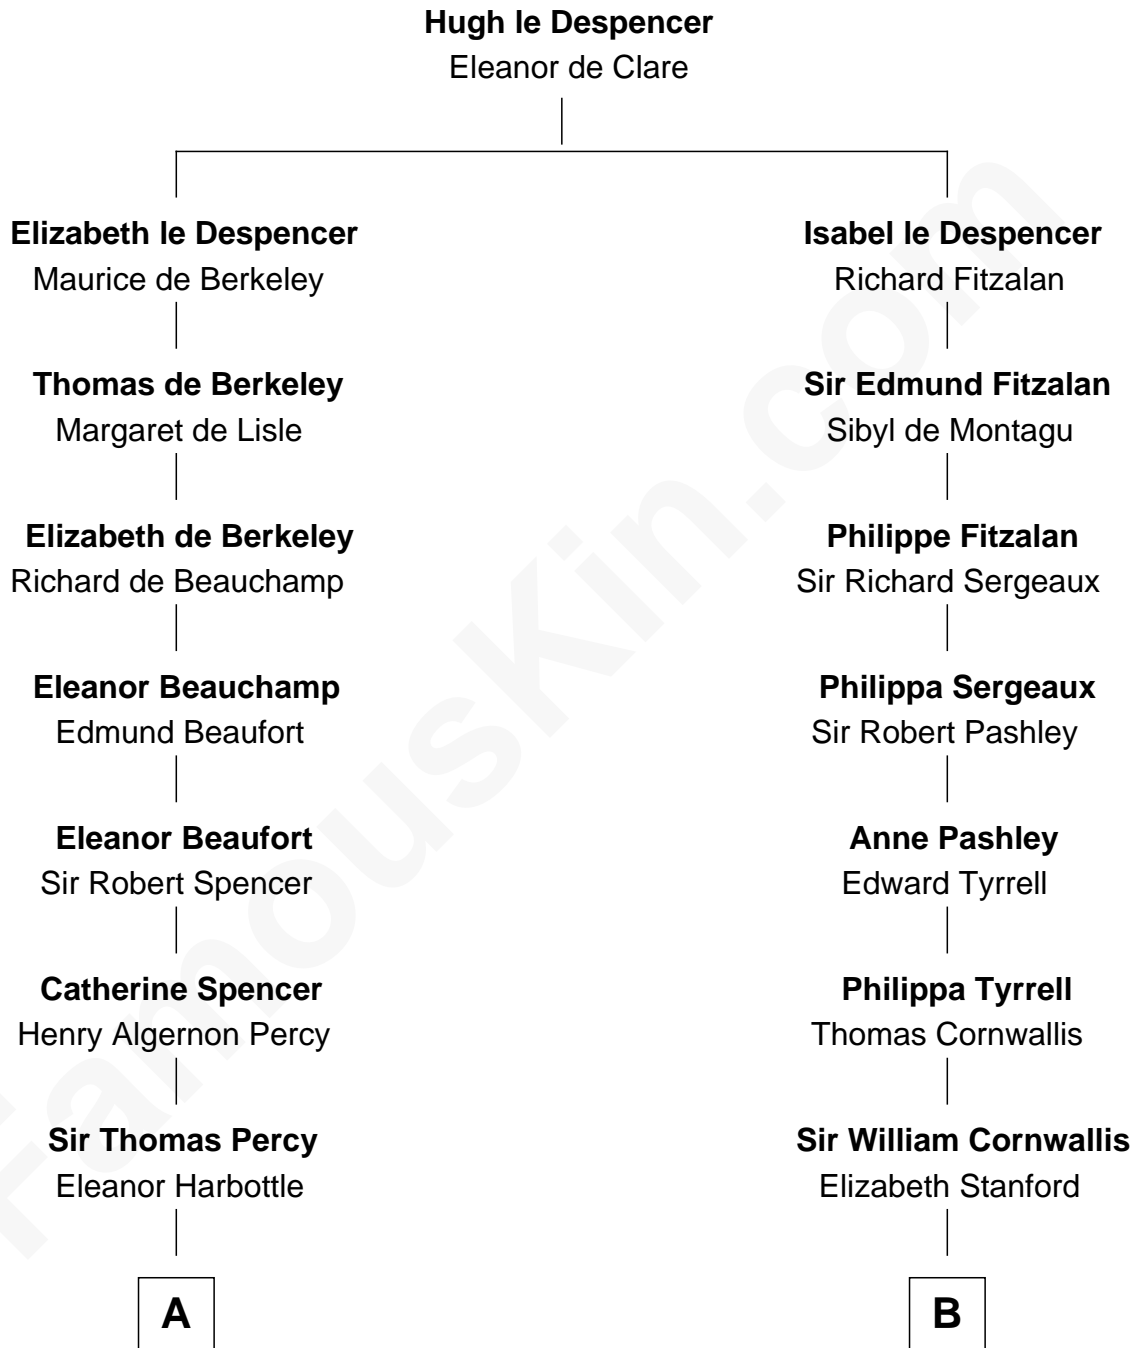 Hugh le Despencer
Eleanor de Clare
Elizabeth le Despencer
Maurice de Berkeley
Isabel le Despencer
Richard Fitzalan
Thomas de Berkeley
Margaret de Lisle
Sir Edmund Fitzalan
Sibyl de Montagu
Elizabeth de Berkeley
Richard de Beauchamp
Philippe Fitzalan
Sir Richard Sergeaux
Eleanor Beauchamp
Edmund Beaufort
Philippa Sergeaux
Sir Robert Pashley
Eleanor Beaufort
Sir Robert Spencer
Anne Pashley
Edward Tyrrell
Catherine Spencer
Henry Algernon Percy
Philippa Tyrrell
Thomas Cornwallis
Sir Thomas Percy
Eleanor Harbottle
Sir William Cornwallis
Elizabeth Stanford
A
B
FamousKin.com